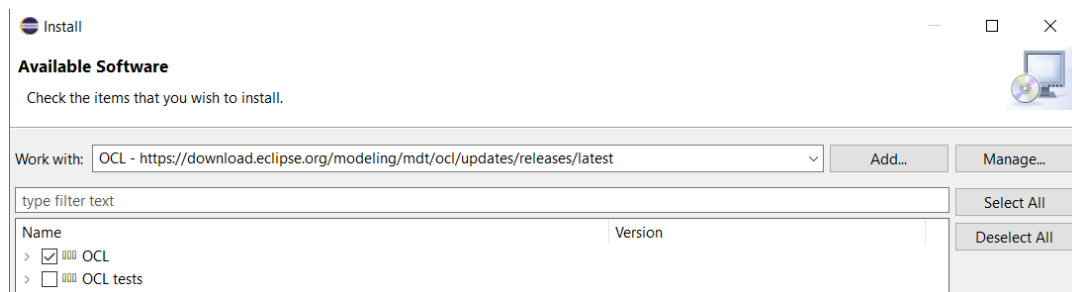 Install
Available Software
Check the items that you wish to install.
Work with: OCL - https://download.eclipse.org/modeling/mdt/ocl/updates/releases/latest Add... Manage...
type filter text Select All
Name Version Deselect All
OCL
OCL tests